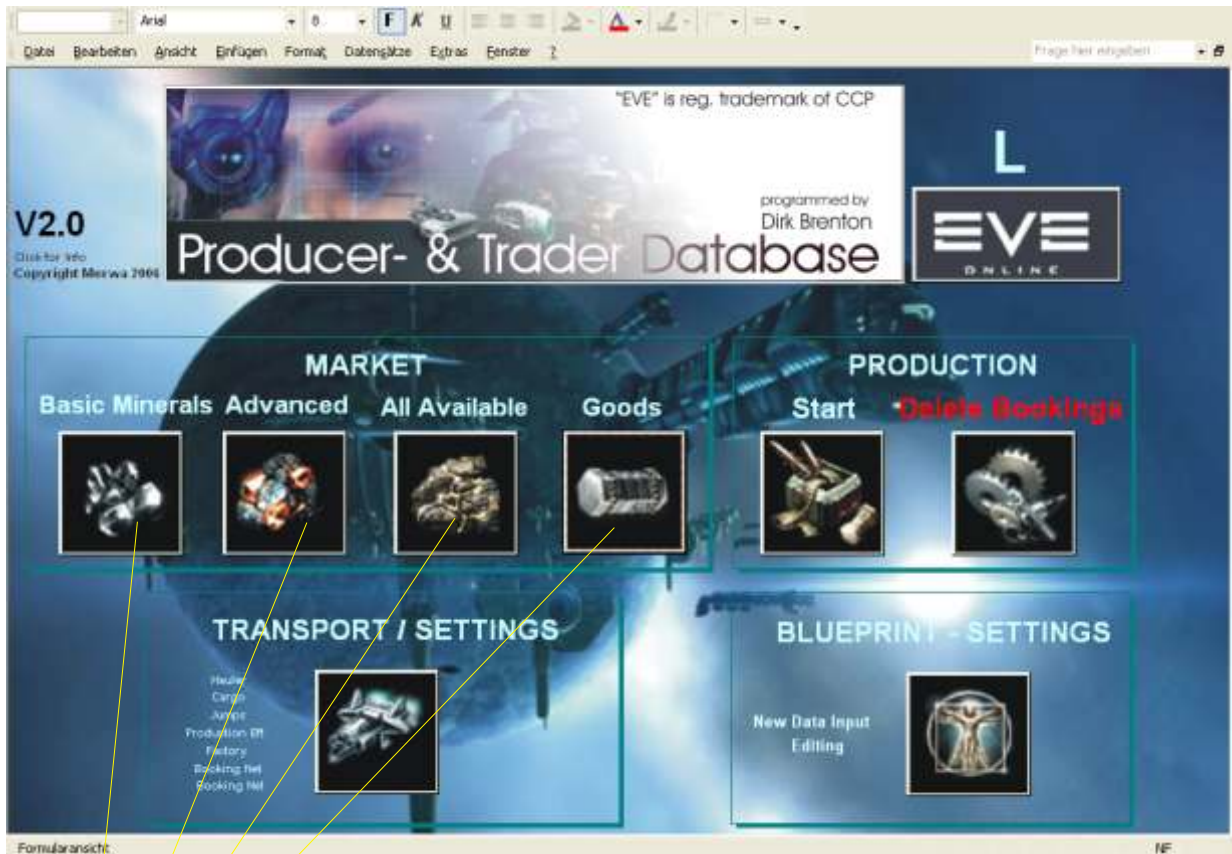 Arial 8 F K U
Datei Bearbeiten Ansicht Einfügen Format Datensätze Extras Fenster ?
Frage hier eingeben
"EVE" is reg. trademark of CCP
L
programmed by
Dirk Brenton
V2.0
Click for info
Copyright Merwa 2006
Producer- & Trader Database
EVE
ONLINE
MARKET
Basic Minerals Advanced All Available Goods
PRODUCTION
Start Delete Bookings
TRANSPORT / SETTINGS
Hauler
Cargo
Jumps
Production Eff
Factory
Booking Net
Booking Net
BLUEPRINT - SETTINGS
New Data Input
Editing
Formularansicht
NF